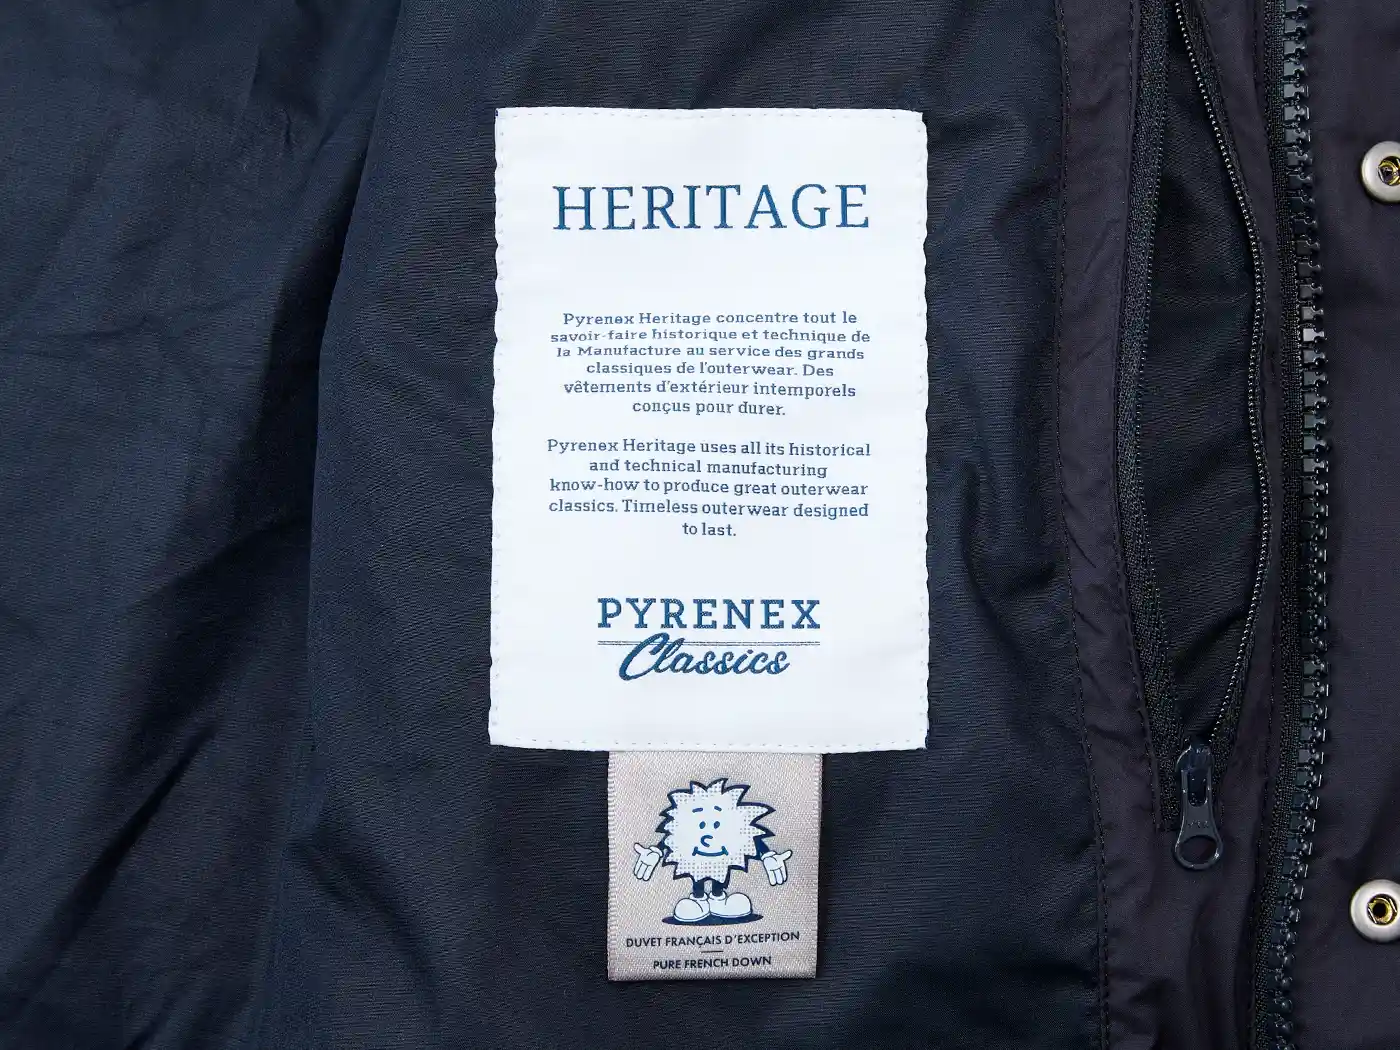 HERITAGE
Pyrenex Heritage concentre tout le
savoir-faire historique et technique de
la Manufacture au service des grands
classiques de l'outerwear. Des
vêtements d'extérieur intemporels
conçus pour durer.
Pyrenex Heritage uses all its historical
and technical manufacturing
know-how to produce great outerwear
classics. Timeless outerwear designed
to last.
PYRENEX
Classics
DUVET FRANÇAIS D'EXCEPTION
PURE FRENCH DOWN